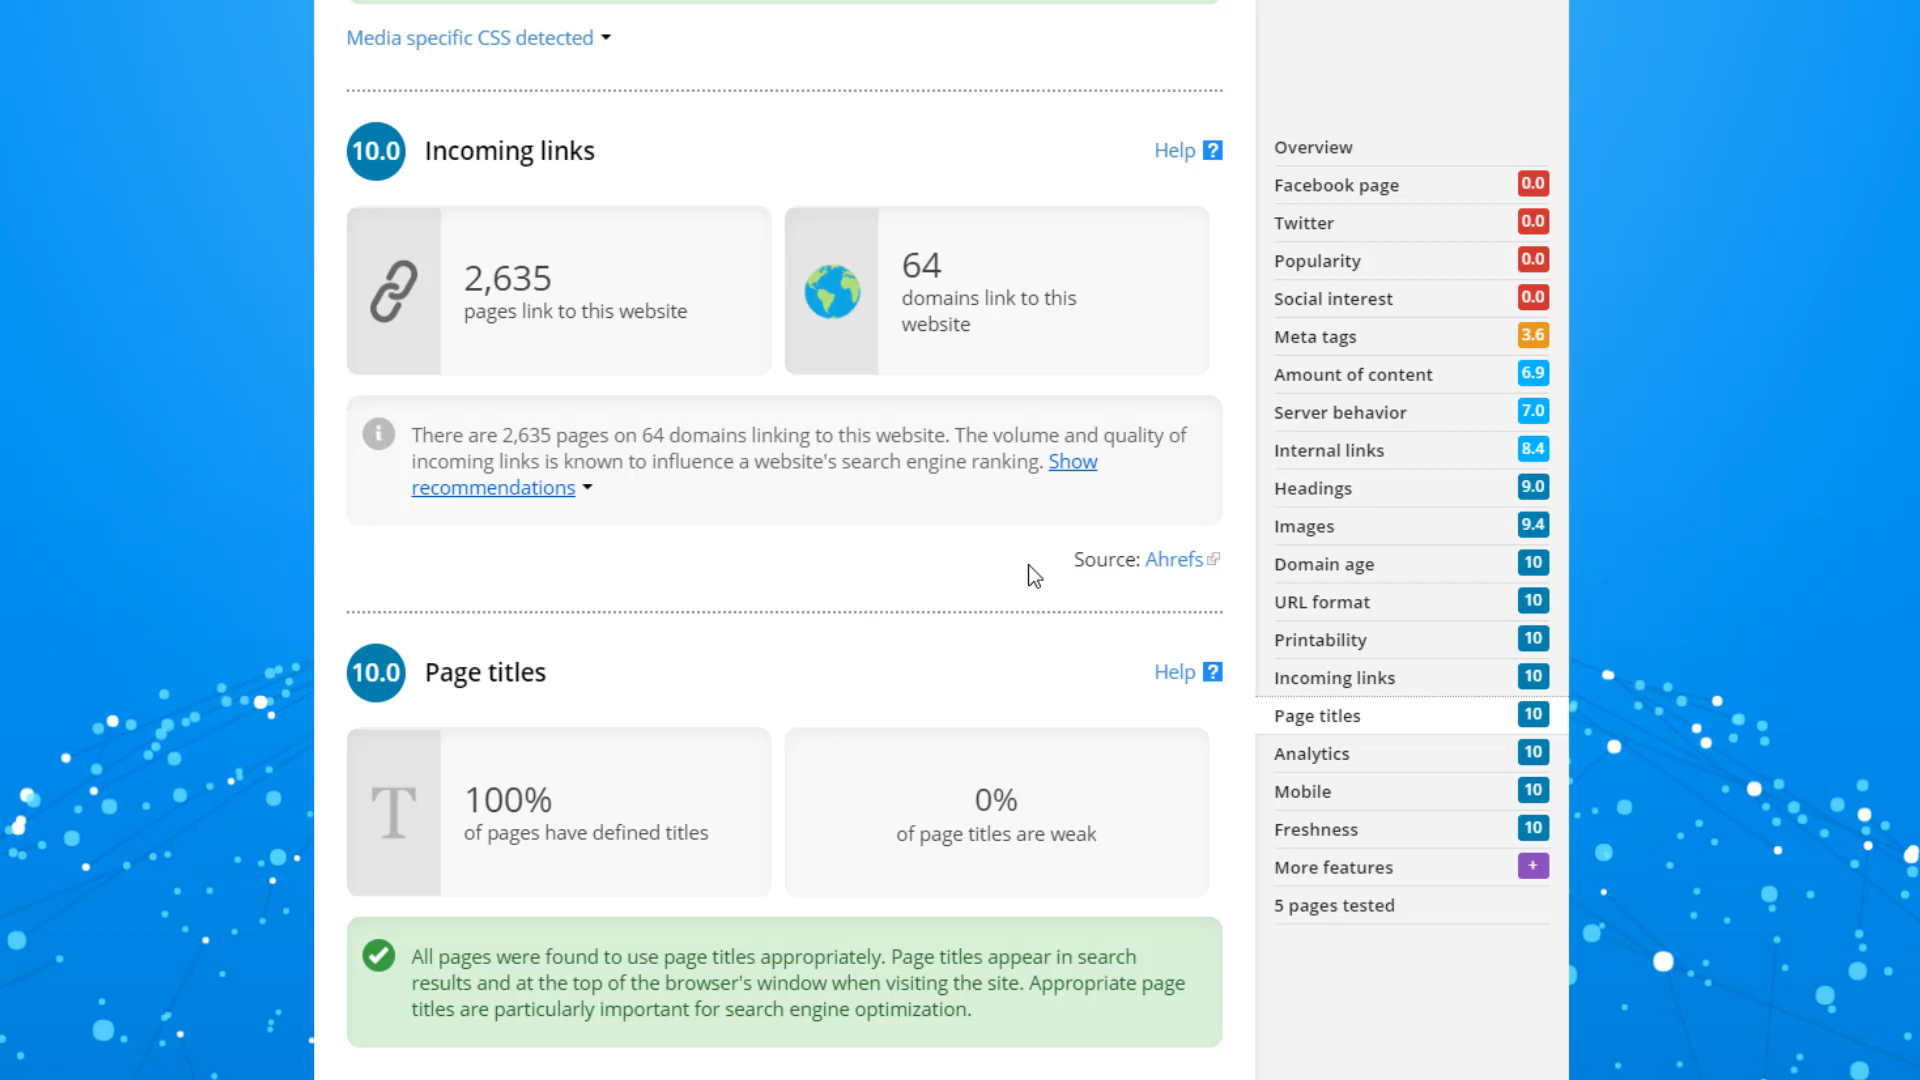 Media specific CSS detected
10.0 Incoming links
Help ?
2,635
pages link to this website
64
domains link to this
website
i
There are 2,635 pages on 64 domains linking to this website. The volume and quality of
incoming links is known to influence a website's search engine ranking. Show
recommendations
Source: Ahrefs
10.0 Page titles
Help ?
T
100%
of pages have defined titles
0%
of page titles are weak
All pages were found to use page titles appropriately. Page titles appear in search
results and at the top of the browser's window when visiting the site. Appropriate page
titles are particularly important for search engine optimization.
Overview
Facebook page 0.0
Twitter 0.0
Popularity 0.0
Social interest 0.0
Meta tags 3.6
Amount of content 6.9
Server behavior 7.0
Internal links 8.4
Headings 9.0
Images 9.4
Domain age 10
URL format 10
Printability 10
Incoming links 10
Page titles 10
Analytics 10
Mobile 10
Freshness 10
More features +
5 pages tested